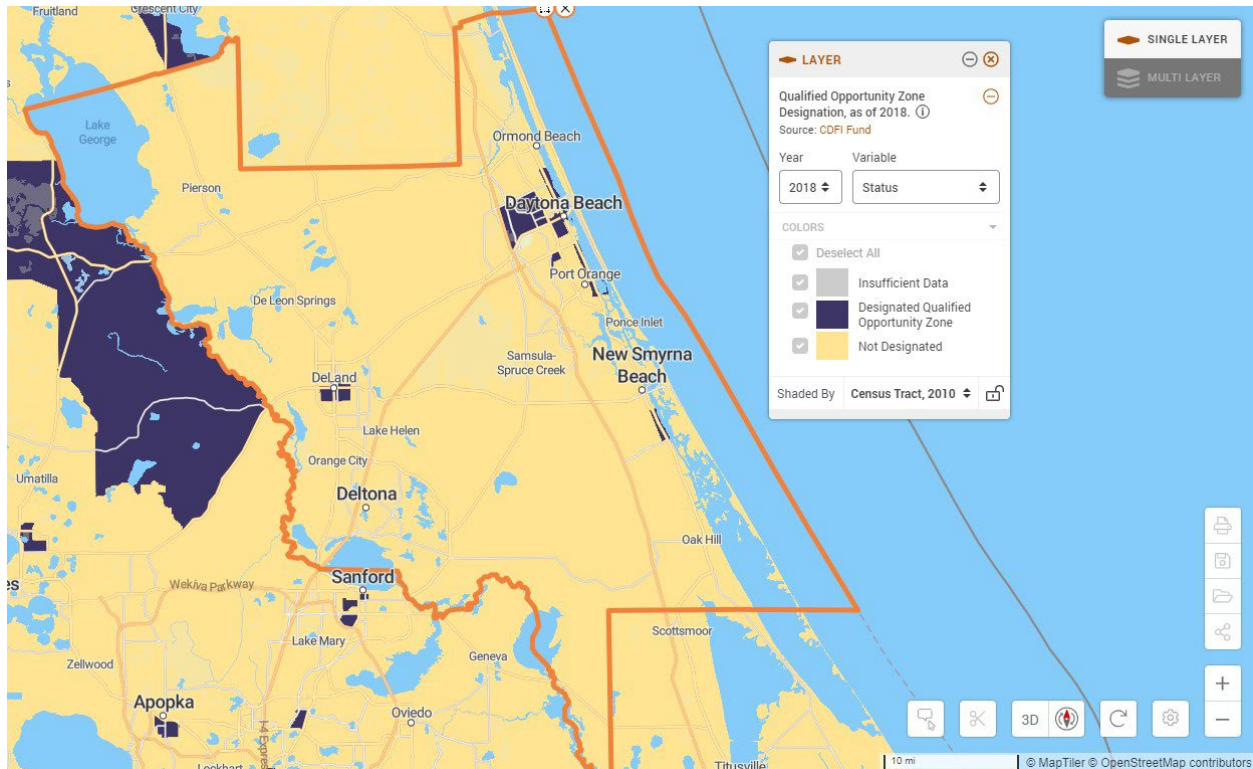 Fruitland
Crescent City
Lake
George
Pierson
Ormond Beach
Daytona Beach
Port Orange
De Leon Springs
Ponce Inlet
Samsula-
Spruce Creek
New Smyrna
Beach
DeLand
Lake Helen
Orange City
Umatilla
Deltona
Oak Hill
Sanford
Wekiva Parkway
Lake Mary
Scottsmoor
Geneva
Zellwood
Apopka
Oviedo
I-4 Expres
Lockhart
Titusville
es
LAYER
Qualified Opportunity Zone
Designation, as of 2018.
Source: CDFI Fund
Year Variable
2018 Status
COLORS
Deselect All
Insufficient Data
Designated Qualified
Opportunity Zone
Not Designated
Shaded By Census Tract, 2010
SINGLE LAYER
MULTI LAYER
3D
10 mi
© MapTiler © OpenStreetMap contributors